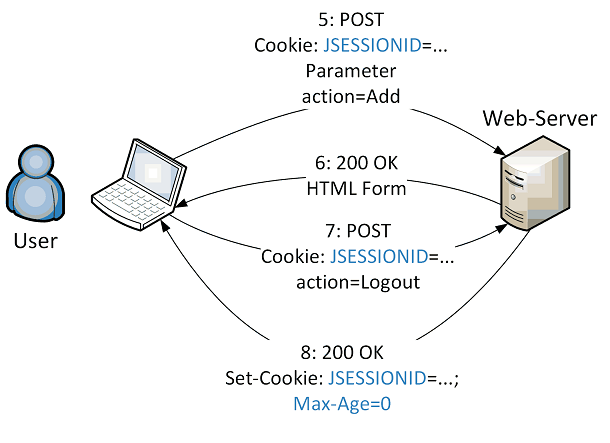 5: POST
Cookie: JSESSIONID=...
Parameter
action=Add
Web-Server
6: 200 OK
HTML Form
User
7: POST
Cookie: JSESSIONID=...
action=Logout
8: 200 OK
Set-Cookie: JSESSIONID=...;
Max-Age=0